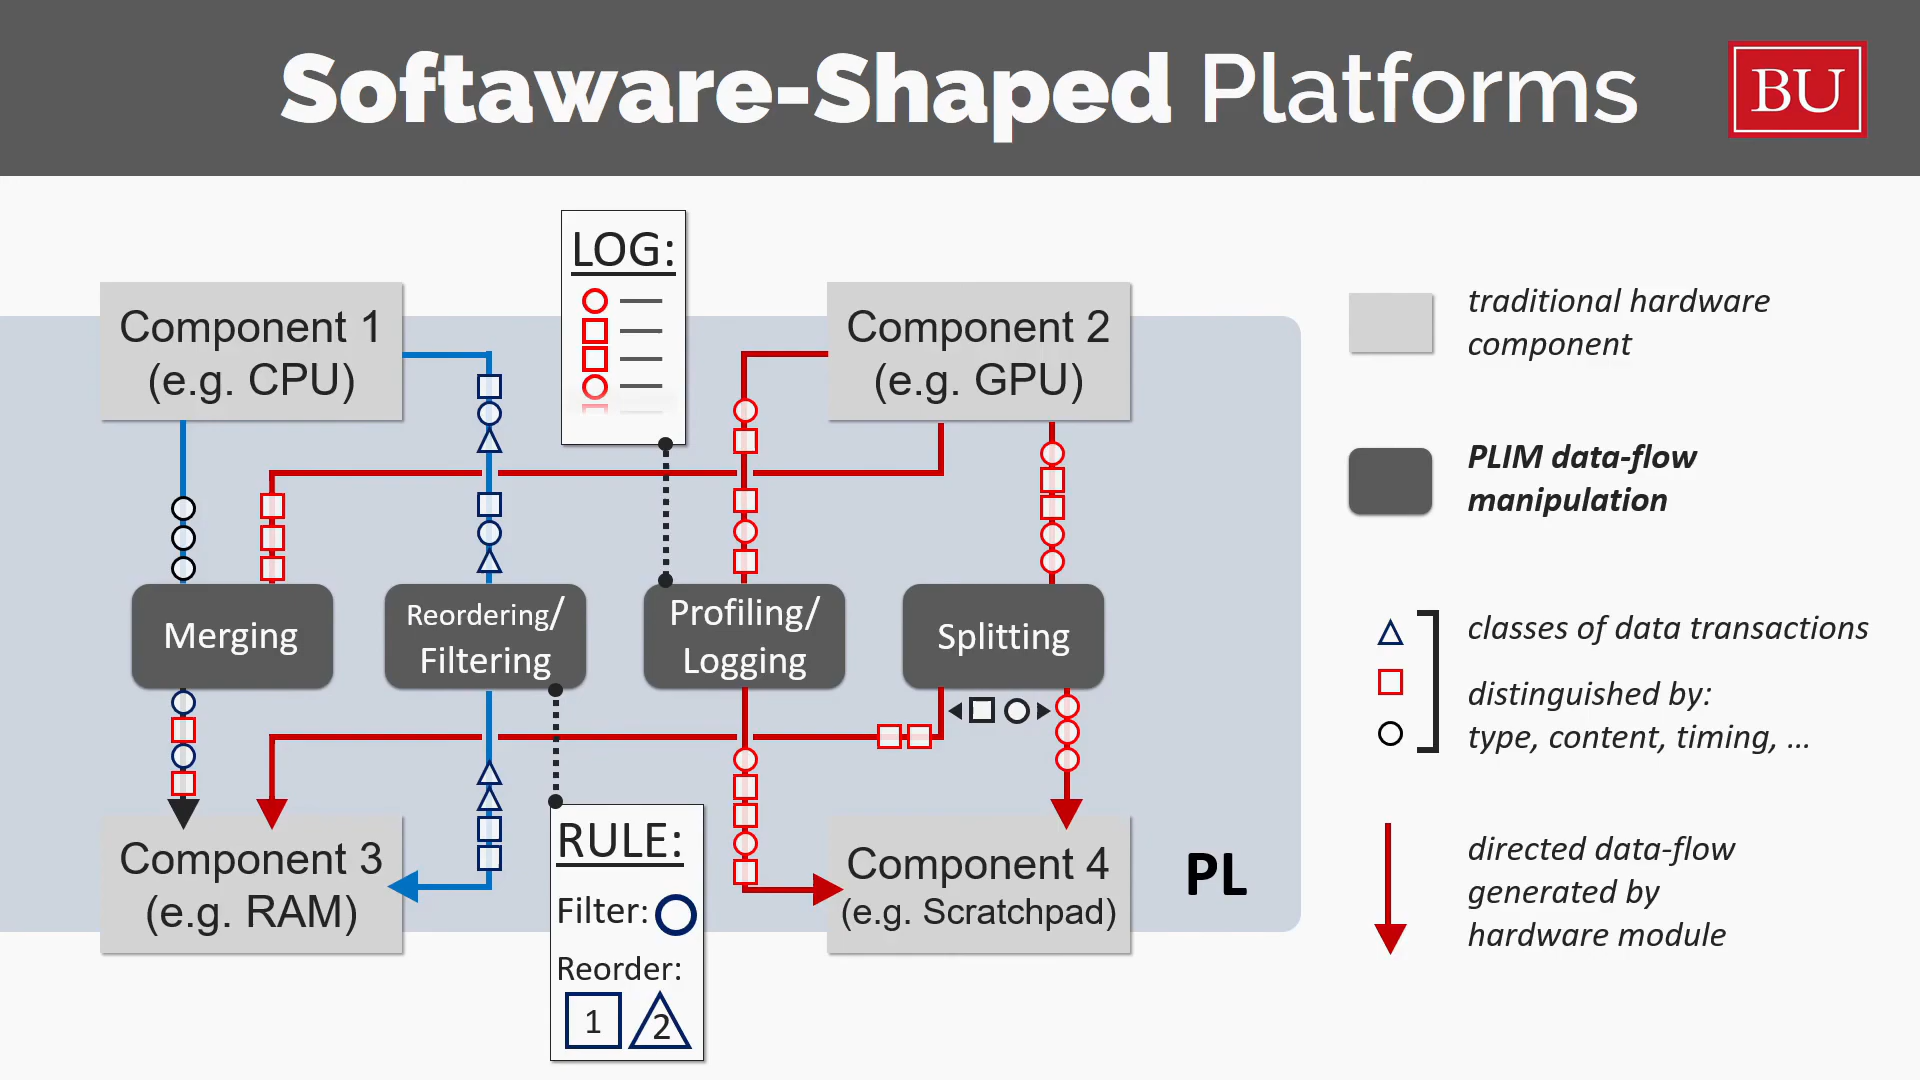 Softaware-Shaped Platforms
BU
LOG:
Component 1
(e.g. CPU)
Component 2
(e.g. GPU)
traditional hardware
component
PLIM data-flow
manipulation
Merging
Reordering/
Filtering
Profiling/
Logging
Splitting
classes of data transactions
distinguished by:
type, content, timing, ...
Component 3
(e.g. RAM)
RULE:
Filter:
Reorder:
1
2
Component 4
(e.g. Scratchpad)
PL
directed data-flow
generated by
hardware module